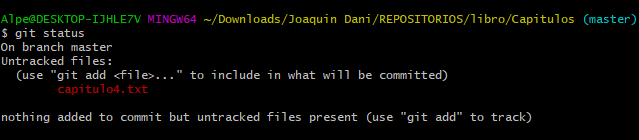 Alpe@DESKTOP-IJHLE7V MINGW64 ~/Downloads/Joaquin Dani/REPOSITORIOS/libro/Capitulos (master)
$ git status
On branch master
Untracked files:
  (use "git add <file>..." to include in what will be committed)
        capitulo4.txt

nothing added to commit but untracked files present (use "git add" to track)